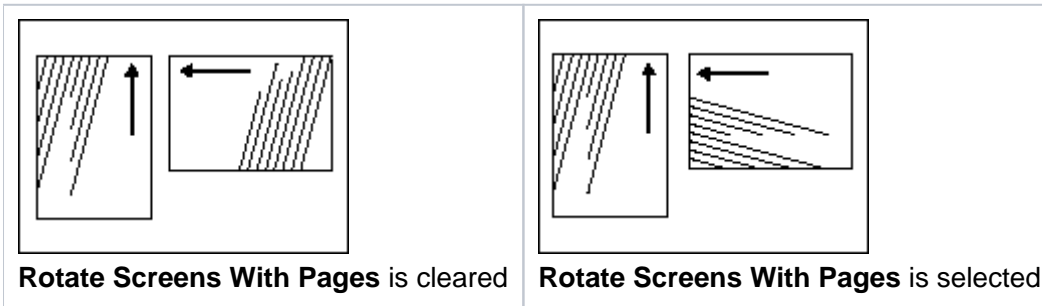 Rotate Screens With Pages is cleared
Rotate Screens With Pages is selected